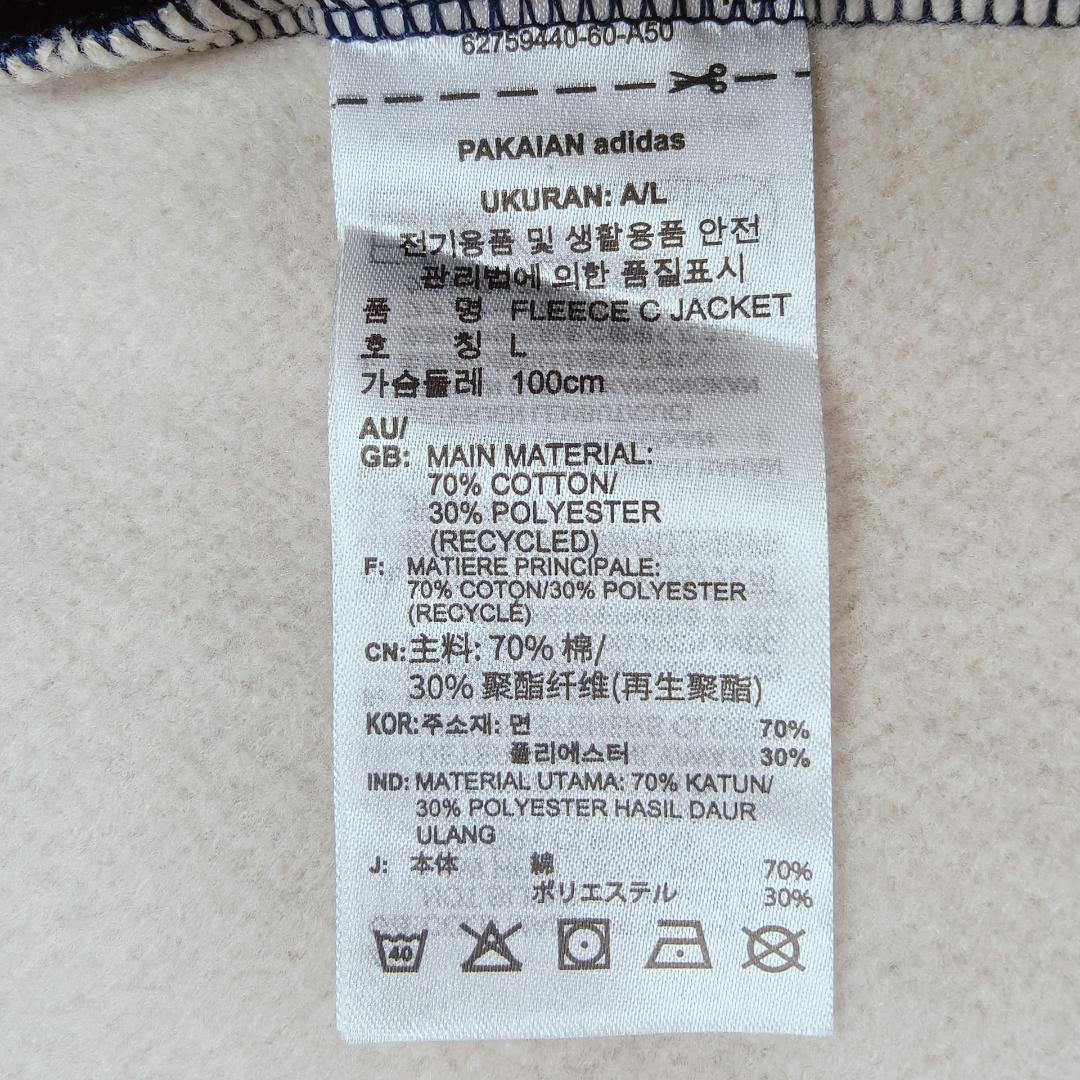 62759440-60-A50
PAKAIAN adidas
UKURAN: A/L
전기용품 및 생활용품 안전
관리법에 의한 품질표시
품 명 FLEECE C JACKET
호 칭 L
가슴둘레 100cm
AU/
GB: MAIN MATERIAL:
70% COTTON/
30% POLYESTER
(RECYCLED)
F: MATIERE PRINCIPALE:
70% COTON/30% POLYESTER
(RECYCLÉ)
CN:主料: 70% 棉/
30% 聚酯纤维(再生聚酯)
KOR:주소재: 면 70%
폴리에스터 30%
IND: MATERIAL UTAMA: 70% KATUN/
30% POLYESTER HASIL DAUR
ULANG
J: 本体 綿 70%
ポリエステル 30%
40